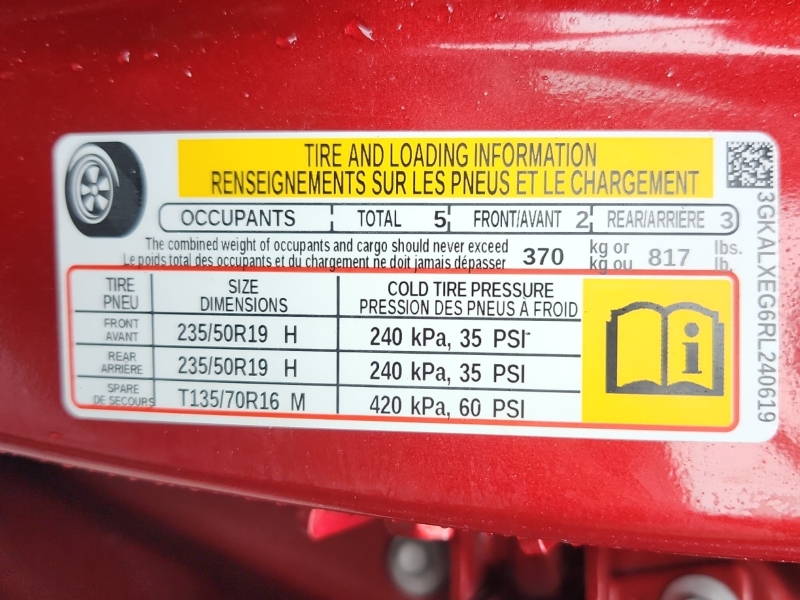 TIRE AND LOADING INFORMATION
RENSEIGNEMENTS SUR LES PNEUS ET LE CHARGEMENT
OCCUPANTS TOTAL 5 FRONT/AVANT 2 REAR/ARRIÈRE 3
The combined weight of occupants and cargo should never exceed
Le poids total des occupants et du chargement ne doit jamais dépasser
370 kg or kg ou 817 lbs. lb.
TIRE PNEU SIZE DIMENSIONS COLD TIRE PRESSURE PRESSION DES PNEUS À FROID
FRONT AVANT 235/50R19 H 240 kPa, 35 PSI
REAR ARRIERE 235/50R19 H 240 kPa, 35 PSI
SPARE DE SECOURS T135/70R16 M 420 kPa, 60 PSI
i
3GKALXEG6RL240619